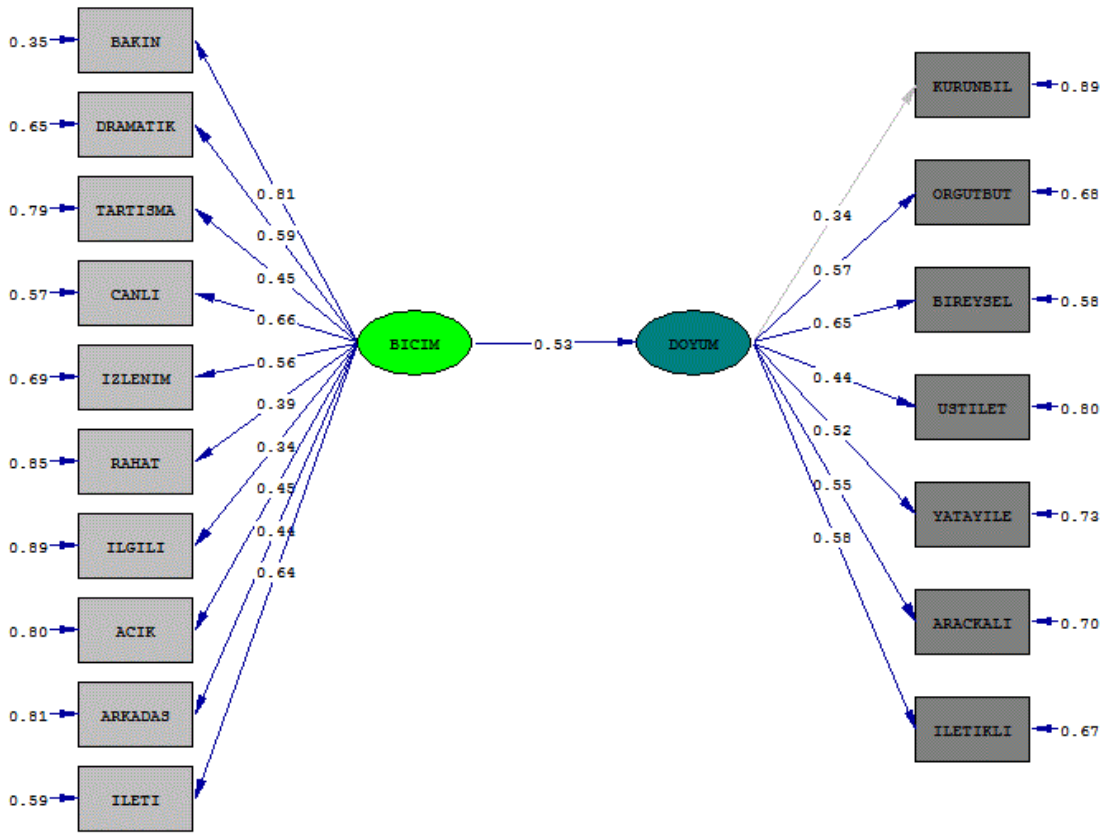 0.35
BAKIN
0.65
DRAMATIK
0.79
TARTISMA
0.57
CANLI
0.69
IZLENIM
0.85
RAHAT
0.89
ILGILI
0.80
ACIK
0.81
ARKADAS
0.59
ILETI
0.81
0.59
0.45
0.66
0.56
0.39
0.34
0.45
0.44
0.64
BICIM
0.53
DOYUM
0.34
0.57
0.65
0.44
0.52
0.55
0.58
KURUNBIL
0.89
ORGUTBUT
0.68
BIREYSEL
0.58
USTILET
0.80
YATAYILE
0.73
ARACKALI
0.70
ILETIKLI
0.67